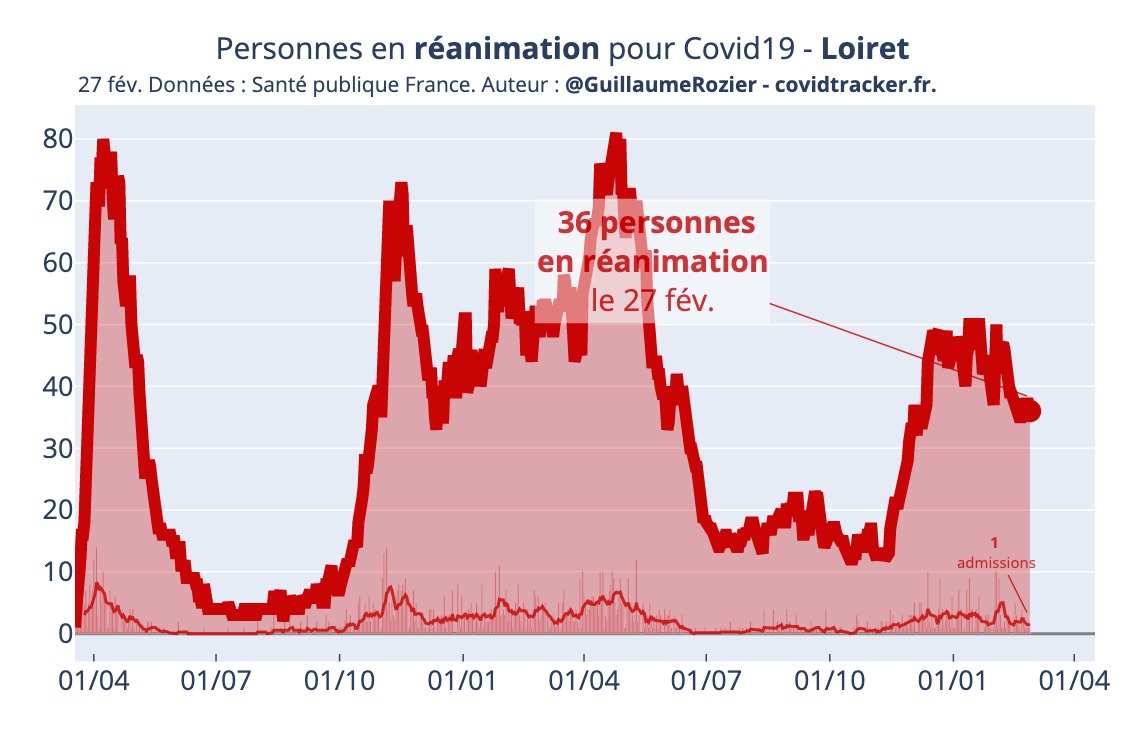 Personnes en réanimation pour Covid19 - Loiret
27 fév. Données : Santé publique France. Auteur : @GuillaumeRozier - covidtracker.fr.
80
70
60
50
40
30
20
10
0
36 personnes
en réanimation
le 27 fév.
1
admissions
01/04 01/07 01/10 01/01 01/04 01/07 01/10 01/01 01/04